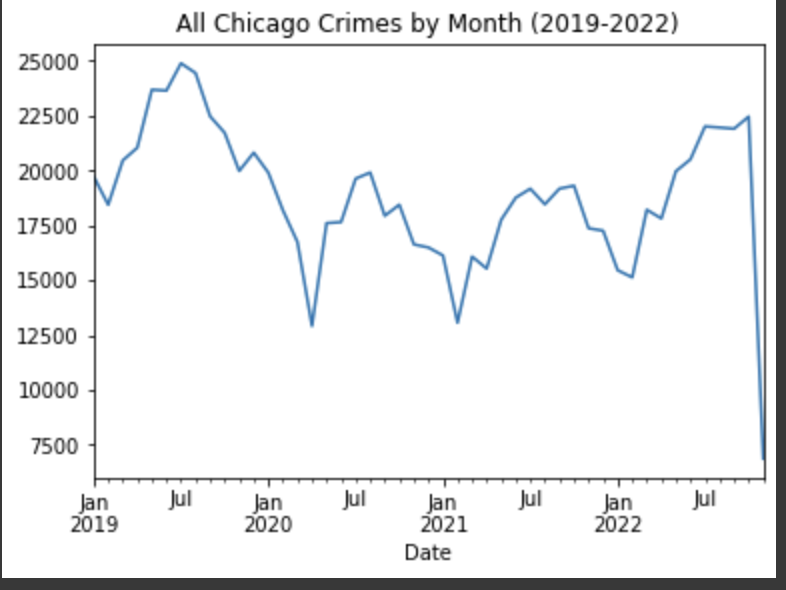 All Chicago Crimes by Month (2019-2022)
25000
22500
20000
17500
15000
12500
10000
7500
Jan Jul Jan Jul Jan Jul Jan Jul
2019 2020 2021 2022
Date